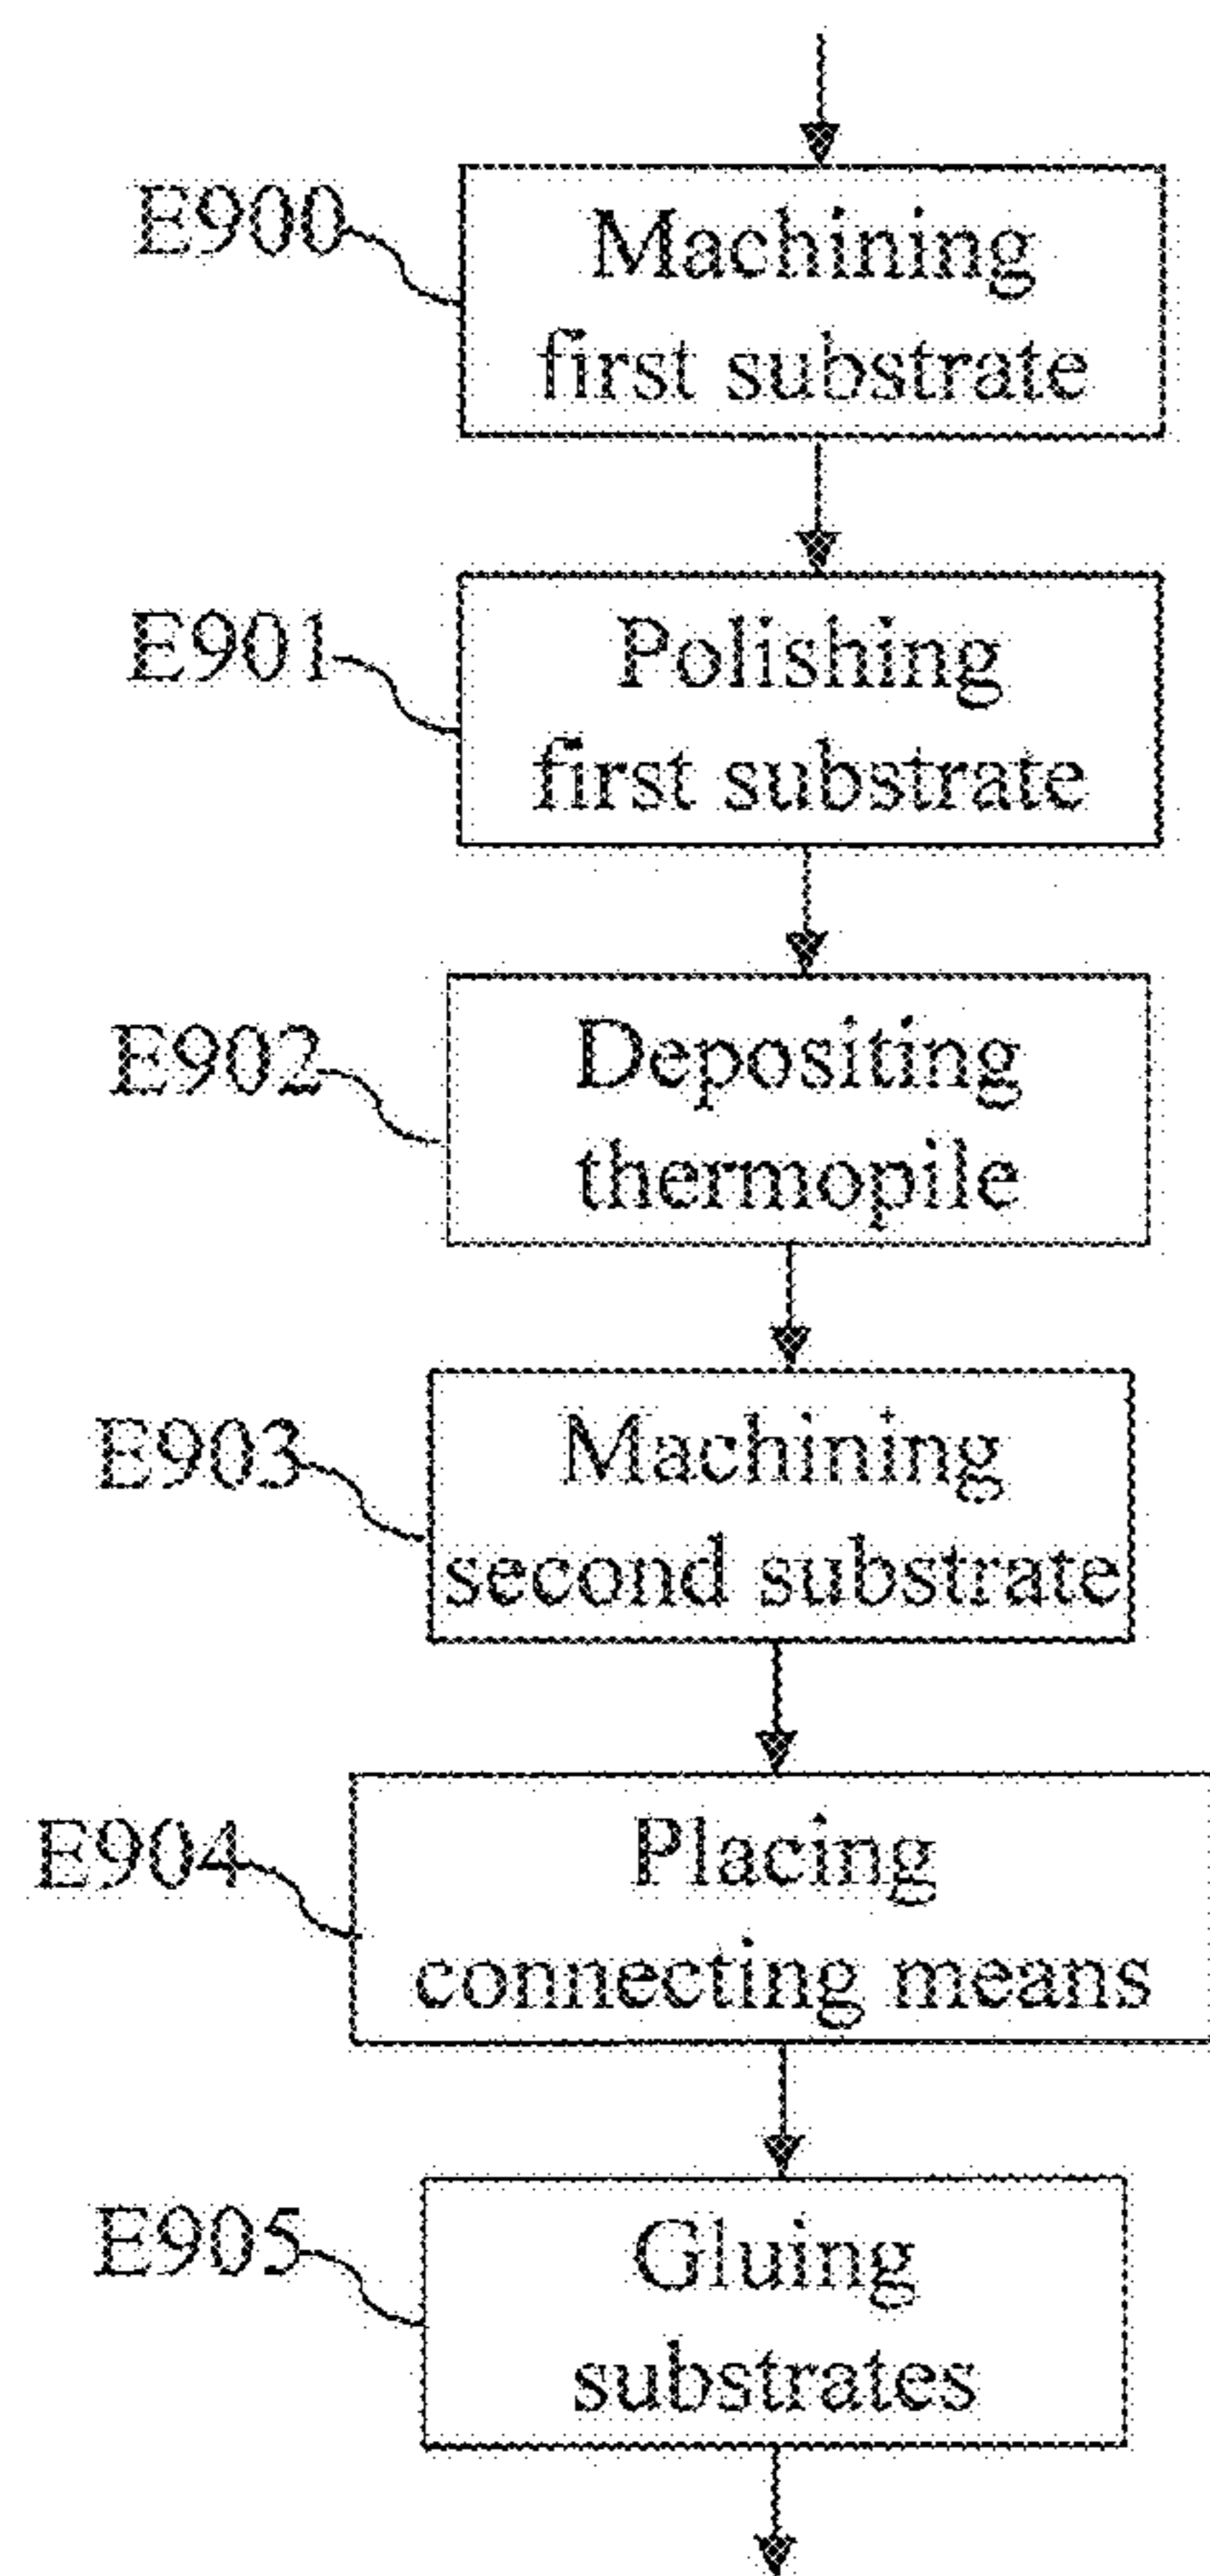 E900
Machining
first substrate
E901
Polishing
first substrate
E902
Depositing
thermopile
E903
Machining
second substrate
E904
Placing
connecting means
E905
Gluing
substrates